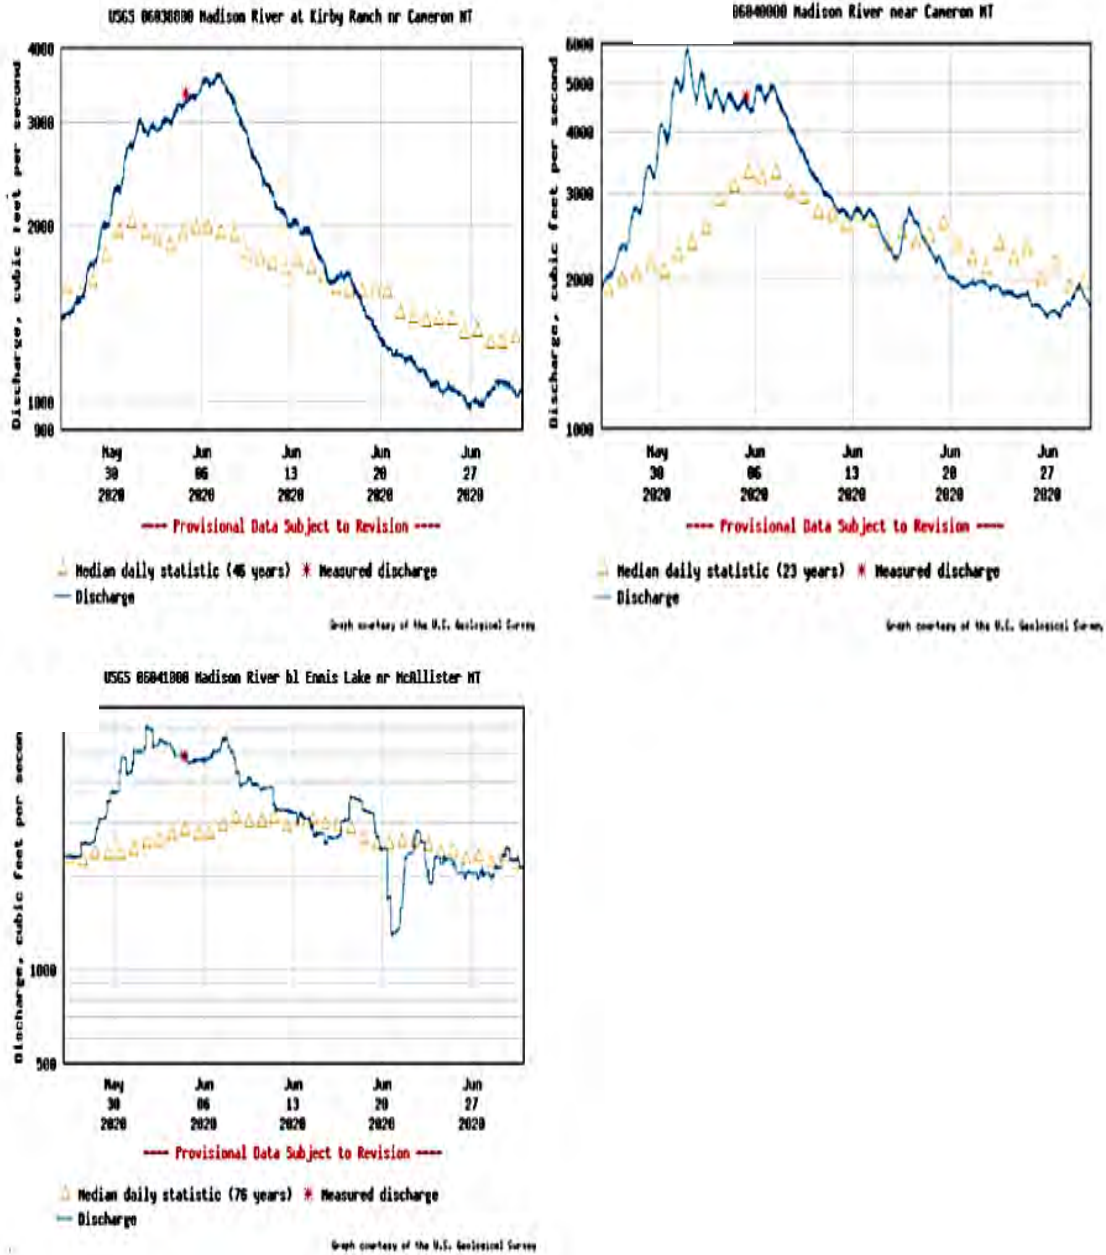 USGS 06038800 Madison River at Kirby Ranch nr Cameron MT
Discharge, cubic feet per second
4000
3000
2000
1000
900
May 30 2020
Jun 06 2020
Jun 13 2020
Jun 20 2020
Jun 27 2020
---- Provisional Data Subject to Revision ----
Median daily statistic (46 years)
Measured discharge
Discharge
Graph courtesy of the U.S. Geological Survey
06040000 Madison River near Cameron MT
Discharge, cubic feet per second
6000
5000
4000
3000
2000
1000
May 30 2020
Jun 06 2020
Jun 13 2020
Jun 20 2020
Jun 27 2020
---- Provisional Data Subject to Revision ----
Median daily statistic (23 years)
Measured discharge
Discharge
Graph courtesy of the U.S. Geological Survey
USGS 06041000 Madison River bl Ennis Lake nr McAllister MT
Discharge, cubic feet per secon
1000
500
May 30 2020
Jun 06 2020
Jun 13 2020
Jun 20 2020
Jun 27 2020
---- Provisional Data Subject to Revision ----
Median daily statistic (76 years)
Measured discharge
Discharge
Graph courtesy of the U.S. Geological Survey